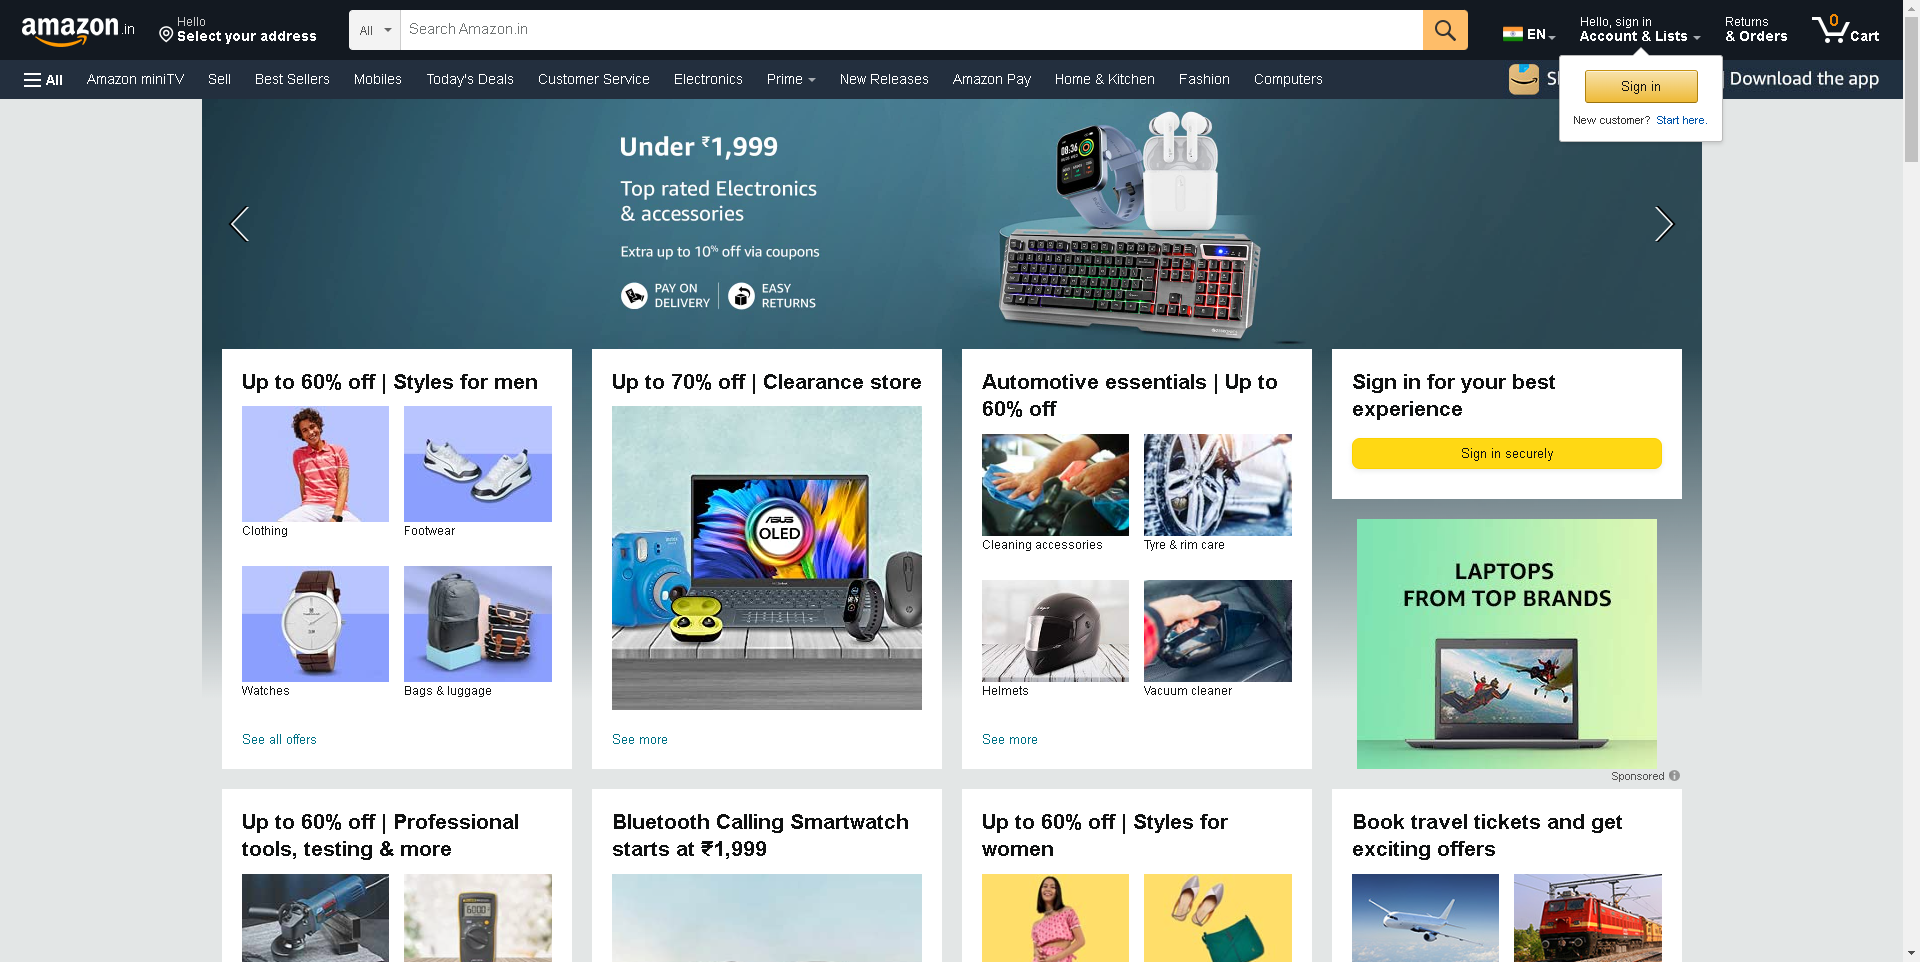 amazon.in
Hello
Select your address
All
Search Amazon.in
EN
Hello, sign in
Account & Lists
Returns
& Orders
0
Cart
All
Amazon miniTV
Sell
Best Sellers
Mobiles
Today's Deals
Customer Service
Electronics
Prime
New Releases
Amazon Pay
Home & Kitchen
Fashion
Computers
Download the app
Sign in
New customer? Start here.
Under ₹1,999
Top rated Electronics
& accessories
Extra up to 10% off via coupons
PAY ON
DELIVERY
EASY
RETURNS
Up to 60% off | Styles for men
Clothing
Footwear
Watches
Bags & luggage
See all offers
Up to 70% off | Clearance store
ASUS
OLED
See more
Automotive essentials | Up to
60% off
Cleaning accessories
Tyre & rim care
Helmets
Vacuum cleaner
See more
Sign in for your best
experience
Sign in securely
LAPTOPS
FROM TOP BRANDS
Sponsored
Up to 60% off | Professional
tools, testing & more
Bluetooth Calling Smartwatch
starts at ₹1,999
Up to 60% off | Styles for
women
Book travel tickets and get
exciting offers